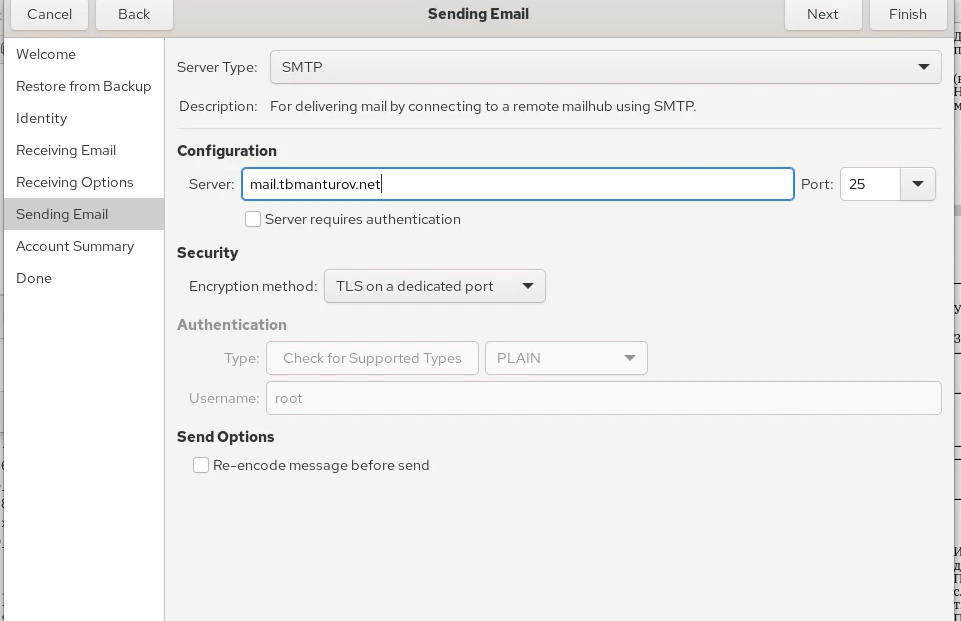 Cancel Back Sending Email Next Finish
Welcome
Restore from Backup
Identity
Receiving Email
Receiving Options
Sending Email
Account Summary
Done
Server Type: SMTP
Description: For delivering mail by connecting to a remote mailhub using SMTP.
Configuration
Server: mail.tbmanturov.net Port: 25
Server requires authentication
Security
Encryption method: TLS on a dedicated port
Authentication
Type: Check for Supported Types PLAIN
Username: root
Send Options
Re-encode message before send